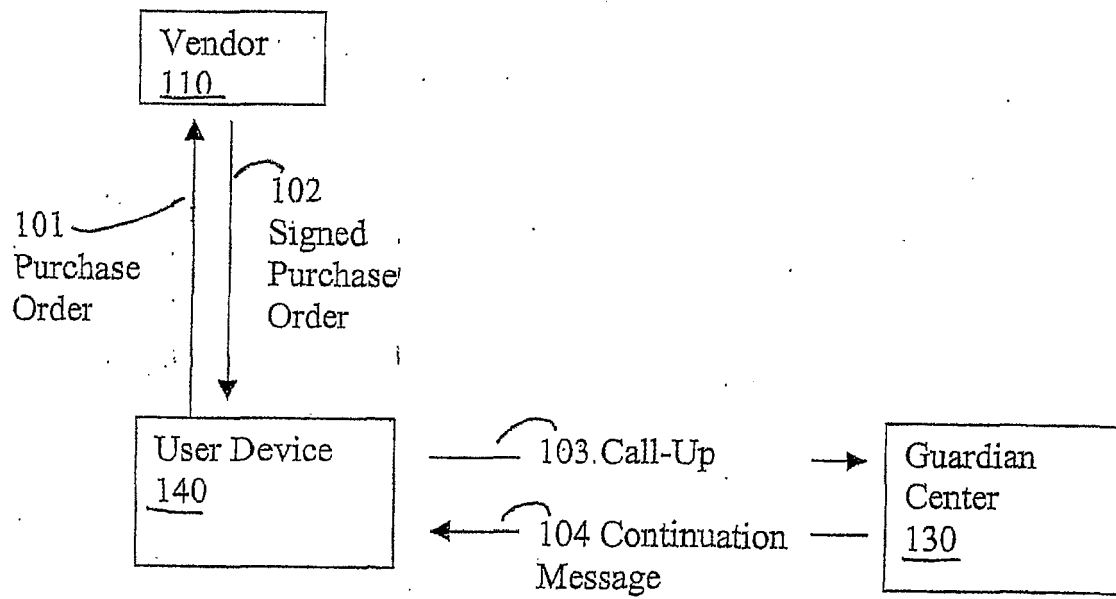 Vendor
110
101
Purchase
Order
102
Signed
Purchase
Order
User Device
140
103 Call-Up
104 Continuation
Message
Guardian
Center
130